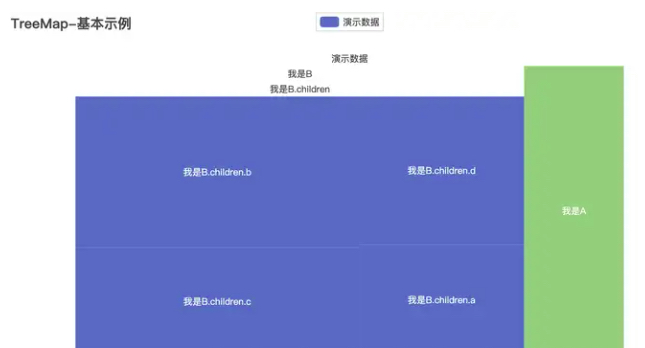 TreeMap-基本示例
演示数据
演示数据
我是B
我是B.children
我是B.children.b
我是B.children.d
我是A
我是B.children.c
我是B.children.a